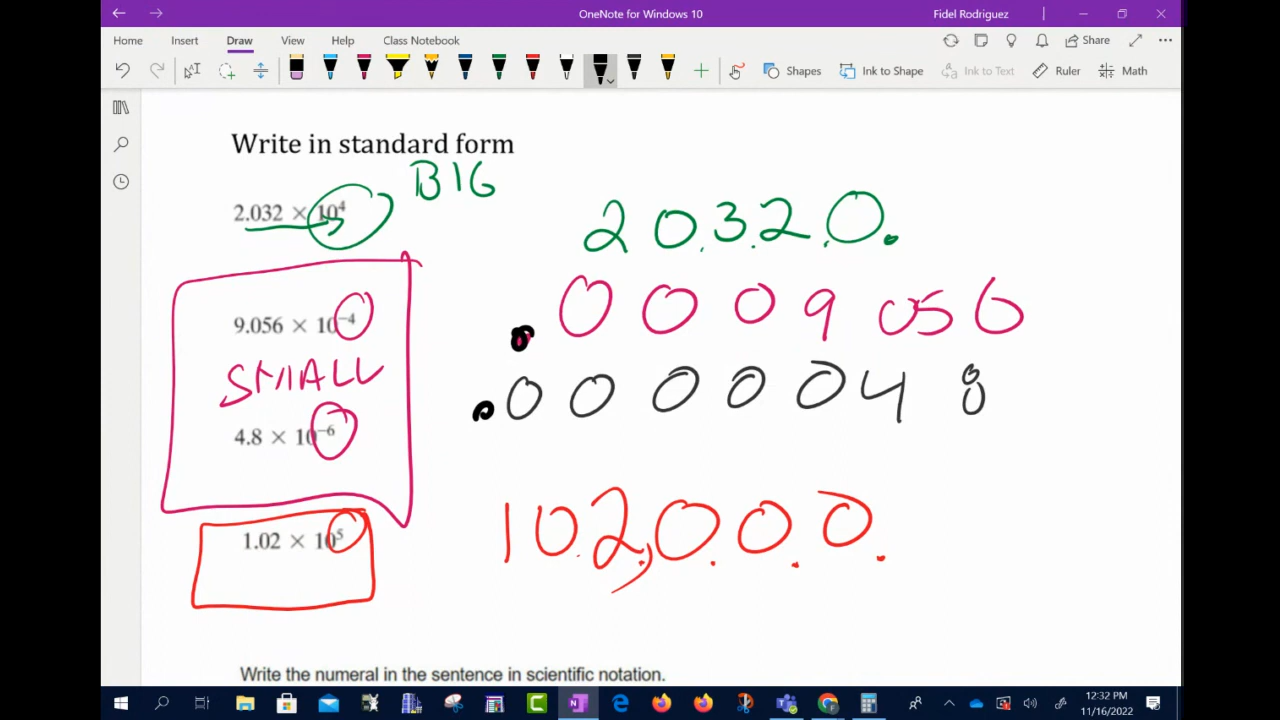 OneNote for Windows 10
Fidel Rodriguez
Home Insert Draw View Help Class Notebook
Share
Shapes
Ink to Shape
Ink to Text
Ruler
Math
Write in standard form
BIG
2.032 × 10⁴
20320.
9.056 × 10⁻⁴
.0009056
SMALL
4.8 × 10⁻⁶
.0000048
1.02 × 10⁵
102,000.
Write the numeral in the sentence in scientific notation.
12:32 PM
11/16/2022